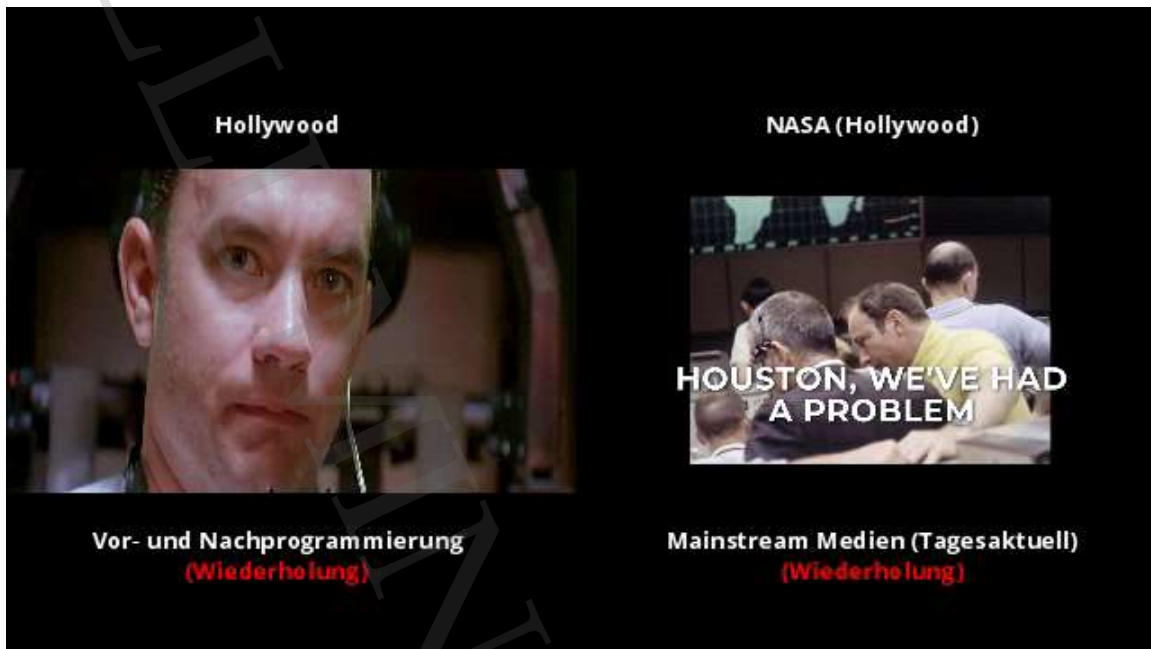 Hollywood
NASA (Hollywood)
HOUSTON, WE'VE HAD
A PROBLEM
Vor- und Nachprogrammierung
(Wiederholung)
Mainstream Medien (Tagesaktuell)
(Wiederholung)